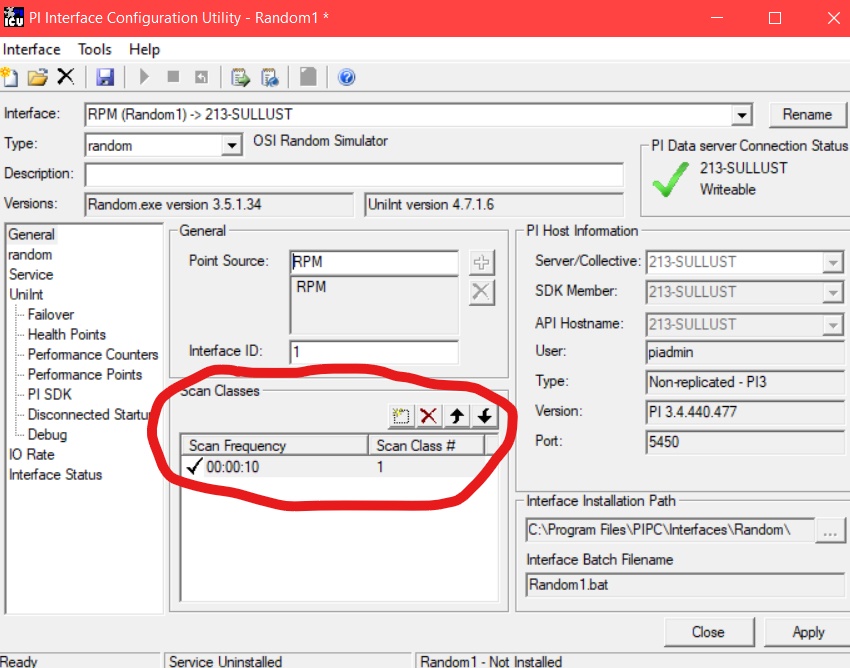 PI Interface Configuration Utility - Random1 *
Interface Tools Help
Interface: RPM (Random1) -> 213-SULLUST Rename
Type: random OSI Random Simulator
Description:
Versions: Random.exe version 3.5.1.34 UniInt version 4.7.1.6
PI Data server Connection Status
213-SULLUST
Writeable
General
random
Service
UniInt
Failover
Health Points
Performance Counters
Performance Points
PI SDK
Disconnected Startu
Debug
IO Rate
Interface Status
General
Point Source: RPM
RPM
Interface ID: 1
Scan Classes
Scan Frequency Scan Class #
00:00:10 1
PI Host Information
Server/Collective: 213-SULLUST
SDK Member: 213-SULLUST
API Hostname: 213-SULLUST
User: piadmin
Type: Non-replicated - PI3
Version: PI 3.4.440.477
Port: 5450
Interface Installation Path
C:\Program Files\PIPC\Interfaces\Random\ ...
Interface Batch Filename
Random1.bat
Close Apply
Ready Service Uninstalled Random1 - Not Installed